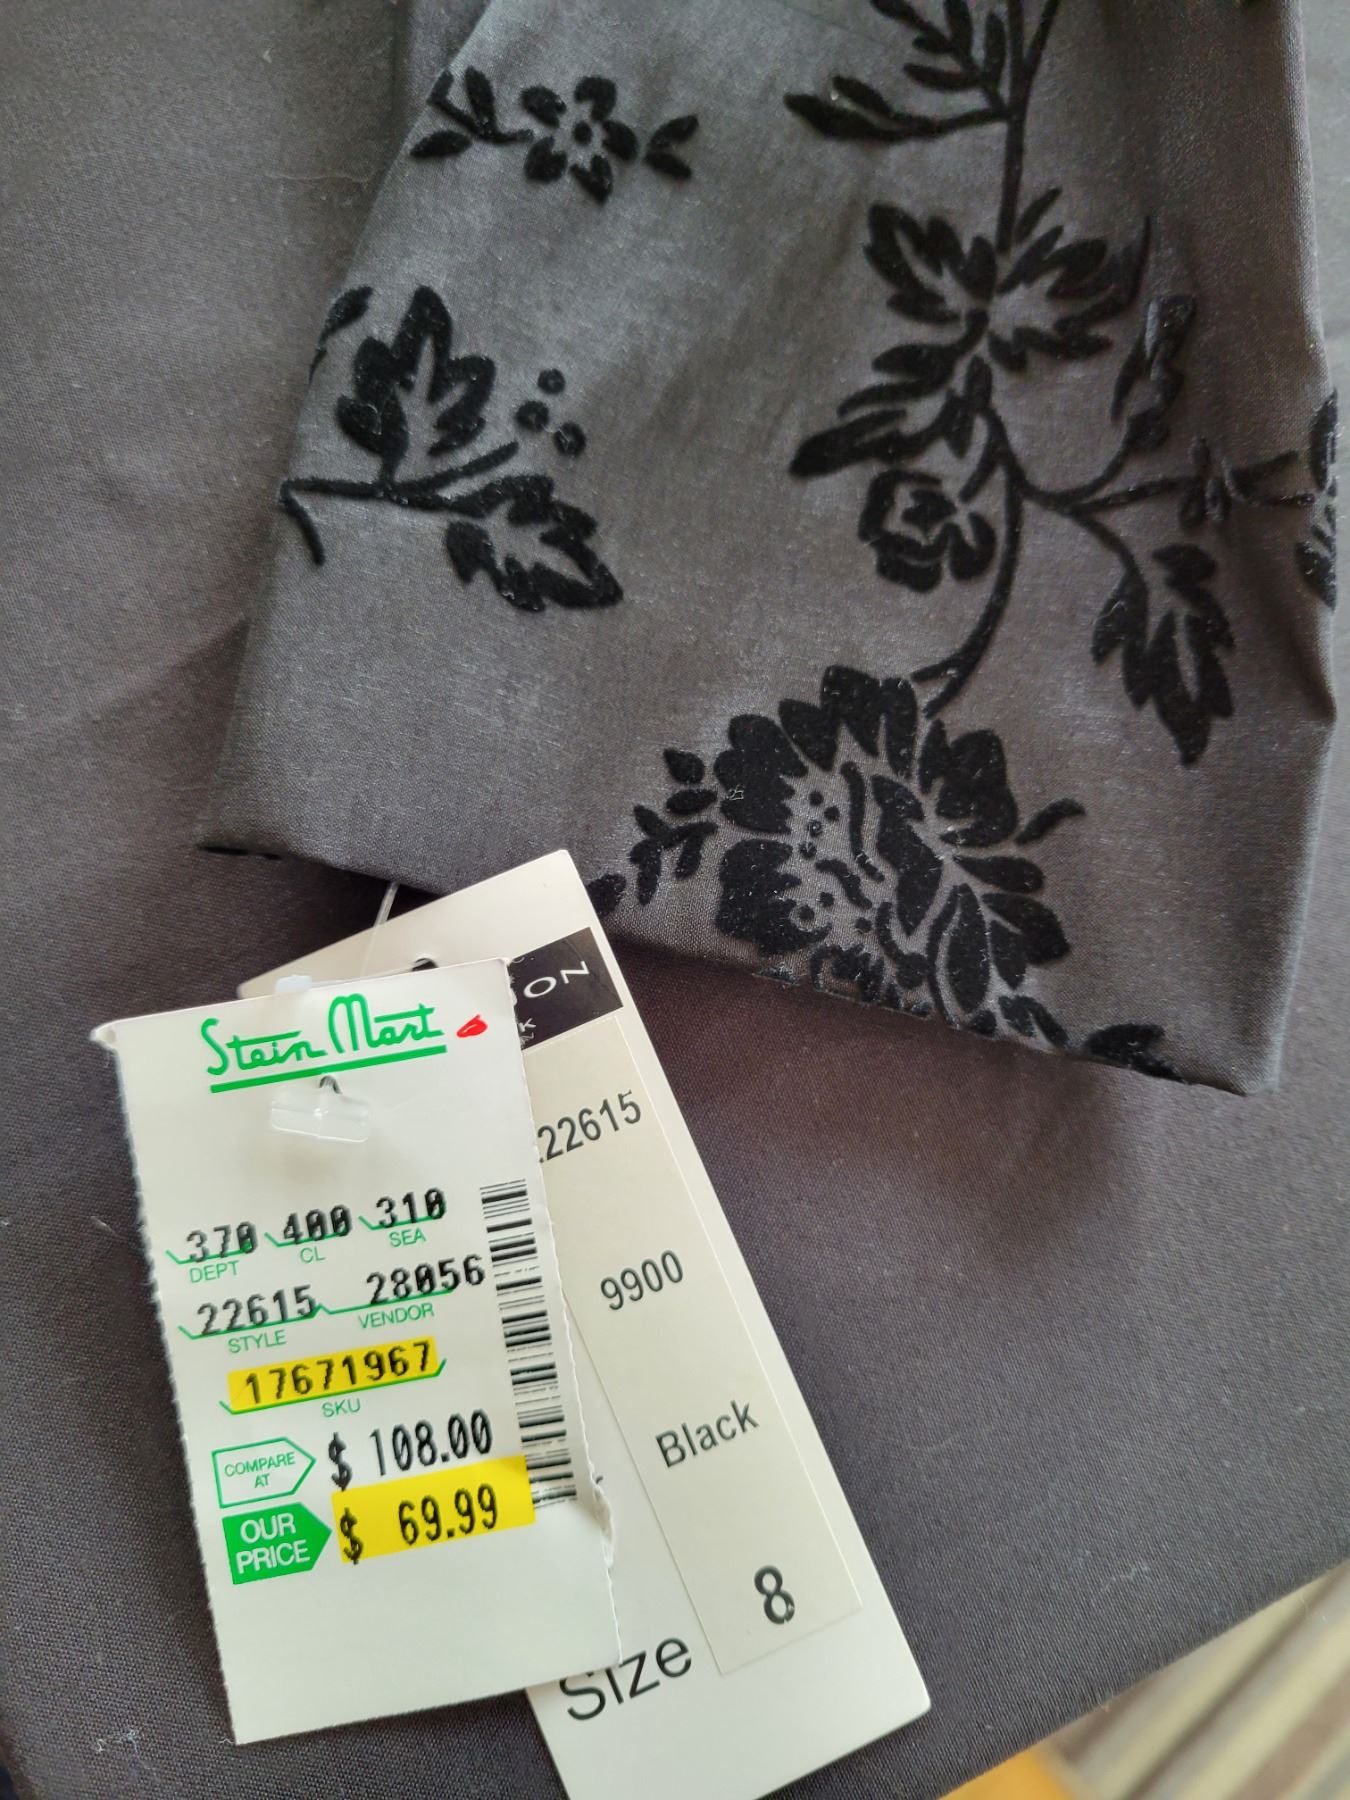 Stein Mart
370 400 310
DEPT CL SEA
22615 28056
STYLE VENDOR
17671967
SKU
COMPARE AT $ 108.00
OUR PRICE $ 69.99
22615
9900
Black
8
Size